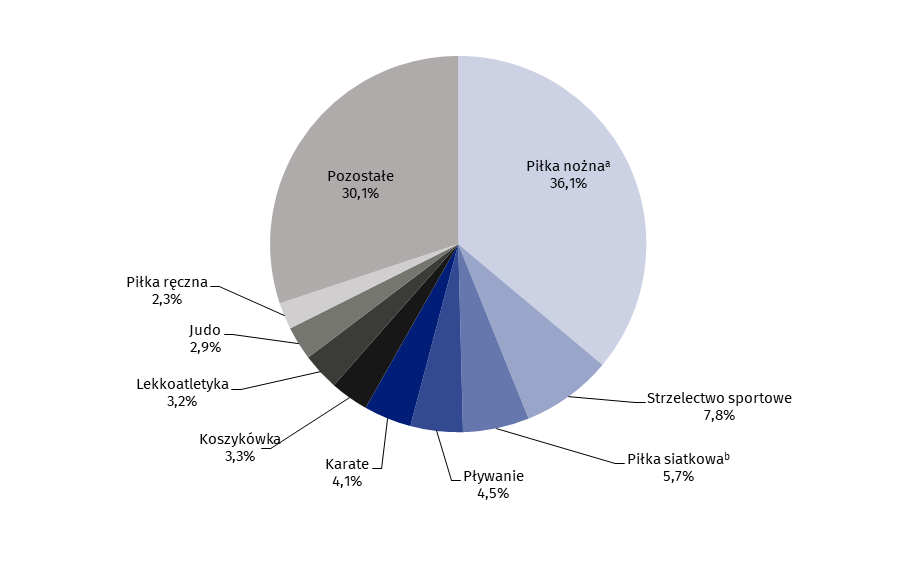 Piłka nożnaᵃ
36,1%
Strzelectwo sportowe
7,8%
Piłka siatkowaᵇ
5,7%
Pływanie
4,5%
Karate
4,1%
Koszykówka
3,3%
Lekkoatletyka
3,2%
Judo
2,9%
Piłka ręczna
2,3%
Pozostałe
30,1%